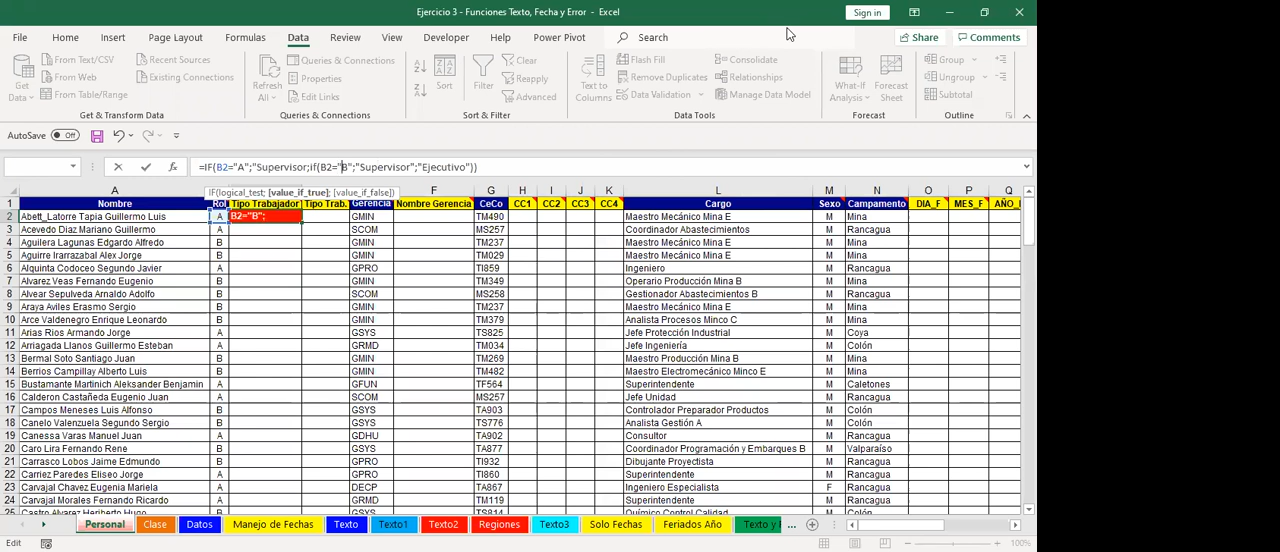 Ejercicio 3 - Funciones Texto, Fecha y Error - Excel
Sign in
File Home Insert Page Layout Formulas Data Review View Developer Help Power Pivot Search Share Comments
Get Data
From Text/CSV
From Web
From Table/Range
Recent Sources
Existing Connections
Refresh All
Queries & Connections
Properties
Edit Links
Sort
Filter
Clear
Reapply
Advanced
Text to Columns
Flash Fill
Remove Duplicates
Data Validation
Consolidate
Relationships
Manage Data Model
What-If Analysis
Forecast Sheet
Group
Ungroup
Subtotal
Get & Transform Data
Queries & Connections
Sort & Filter
Data Tools
Forecast
Outline
AutoSave Off
=IF(B2="A";"Supervisor;if(B2="B";"Supervisor";"Ejecutivo"))
IF(logical_test; [value_if_true]; [value_if_false])
A F G H I J K L M N O P Q
1 Nombre Rol Tipo Trabajador Tipo Trab. Gerencia Nombre Gerencia CeCo CC1 CC2 CC3 CC4 Cargo Sexo Campamento DIA_F MES_F AÑO_
2 Abett_Latorre Tapia Guillermo Luis A B2="B"; GMIN TM490 Maestro Mecánico Mina E M Mina
3 Acevedo Diaz Mariano Guillermo A SCOM MS257 Coordinador Abastecimientos M Rancagua
4 Aguilera Lagunas Edgardo Alfredo B GMIN TM237 Maestro Mecánico Mina E M Mina
5 Aguirre Irarrazabal Alex Jorge B GMIN TM029 Maestro Mecánico Mina E M Mina
6 Alquinta Codoceo Segundo Javier A GPRO TI859 Ingeniero M Rancagua
7 Alvarez Veas Fernando Eugenio B GMIN TM349 Operario Producción Mina B M Mina
8 Alvear Sepulveda Arnaldo Adolfo B SCOM MS258 Gestionador Abastecimientos B M Rancagua
9 Araya Aviles Erasmo Sergio B GMIN TM237 Maestro Mecánico Mina E M Mina
10 Arce Valdenegro Enrique Leonardo B GMIN TM379 Analista Procesos Minco C M Mina
11 Arias Rios Armando Jorge A GSYS TS825 Jefe Protección Industrial M Coya
12 Arriagada Llanos Guillermo Esteban A GRMD TM034 Jefe Ingeniería M Colón
13 Bermal Soto Santiago Juan B GMIN TM269 Maestro Producción Mina B M Mina
14 Berrios Campillay Alberto Luis B GMIN TM482 Maestro Electromecánico Minco E M Mina
15 Bustamante Martinich Aleksander Benjamin A GFUN TF564 Superintendente M Caletones
16 Calderon Castañeda Eugenio Juan A SCOM MS257 Jefe Unidad M Rancagua
17 Campos Meneses Luis Alfonso B GSYS TA903 Controlador Preparador Productos M Colón
18 Canelo Valenzuela Segundo Sergio B GSYS TS776 Analista Gestión A M Colón
19 Canessa Varas Manuel Juan A GDHU TA902 Consultor M Rancagua
20 Caro Lira Fernando Rene B GSYS TA877 Coordinador Programación y Embarques B M Valparaíso
21 Carrasco Lobos Jaime Edmundo B GPRO TI932 Dibujante Proyectista M Rancagua
22 Carriez Paredes Eliseo Jorge A GPRO TI860 Superintendente M Rancagua
23 Carvajal Chavez Eugenia Mariela A DECP MA867 Ingeniero Especialista F Rancagua
24 Carvajal Morales Fernando Ricardo A GRMD TM119 Superintendente M Rancagua
25 Castro Alvarez Heriberto Hugo B GSYS TS814 Químico Control Calidad M Colón
Personal Clase Datos Manejo de Fechas Texto Texto1 Texto2 Regiones Texto3 Solo Fechas Feriados Año Texto y ...
Edit
100%